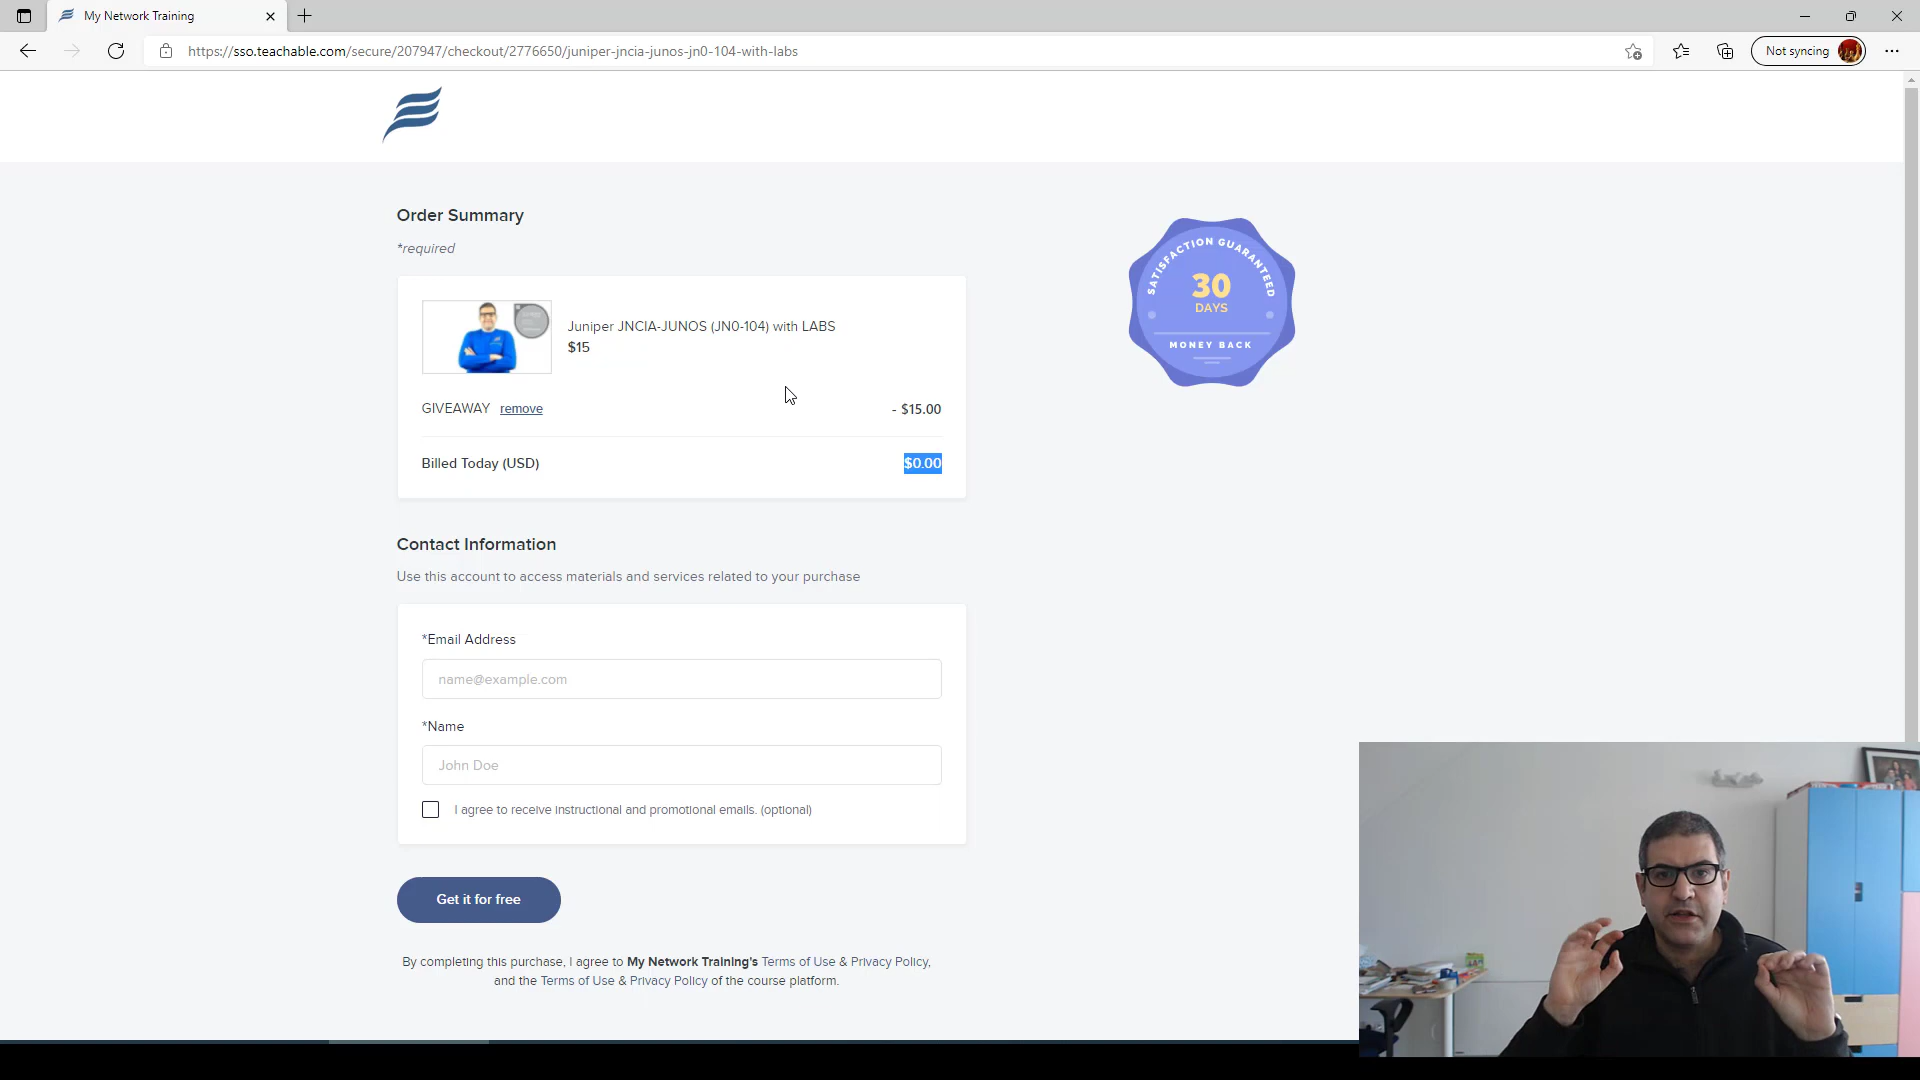 My Network Training
https://sso.teachable.com/secure/207947/checkout/2776650/juniper-jncia-junos-jn0-104-with-labs
Not syncing
Order Summary
*required
Juniper JNCIA-JUNOS (JN0-104) with LABS
$15
GIVEAWAY remove - $15.00
Billed Today (USD) $0.00
SATISFACTION GUARANTEED
30
DAYS
MONEY BACK
Contact Information
Use this account to access materials and services related to your purchase
*Email Address
name@example.com
*Name
John Doe
I agree to receive instructional and promotional emails. (optional)
Get it for free
By completing this purchase, I agree to My Network Training's Terms of Use & Privacy Policy,
and the Terms of Use & Privacy Policy of the course platform.